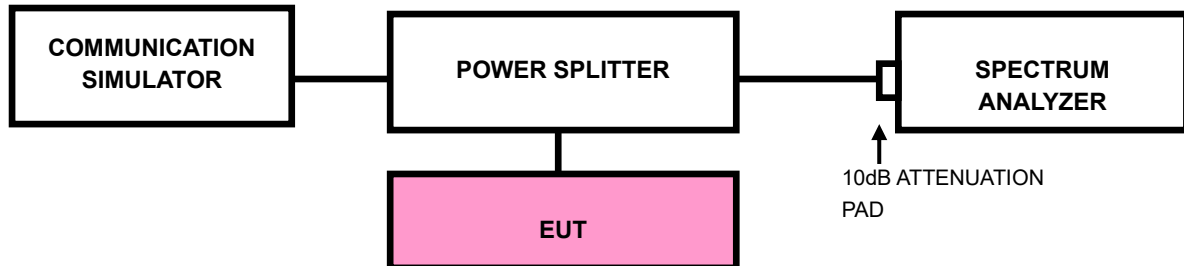 COMMUNICATION
SIMULATOR
POWER SPLITTER
SPECTRUM
ANALYZER
10dB ATTENUATION
PAD
EUT